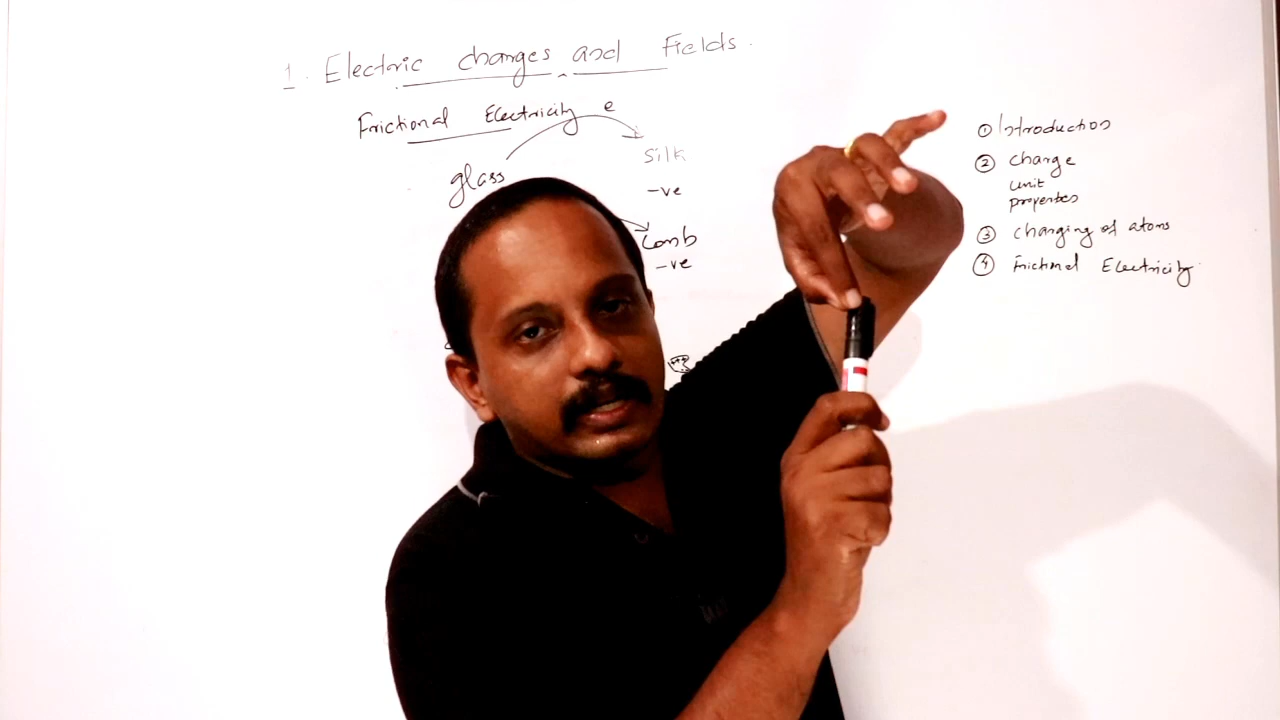 1. Electric charges and Fields.
Frictional Electricity
e
glass
silk
-ve
Comb
-ve
① Introduction
② charge
unit
properties
③ charging of atoms
④ Frictional Electricity